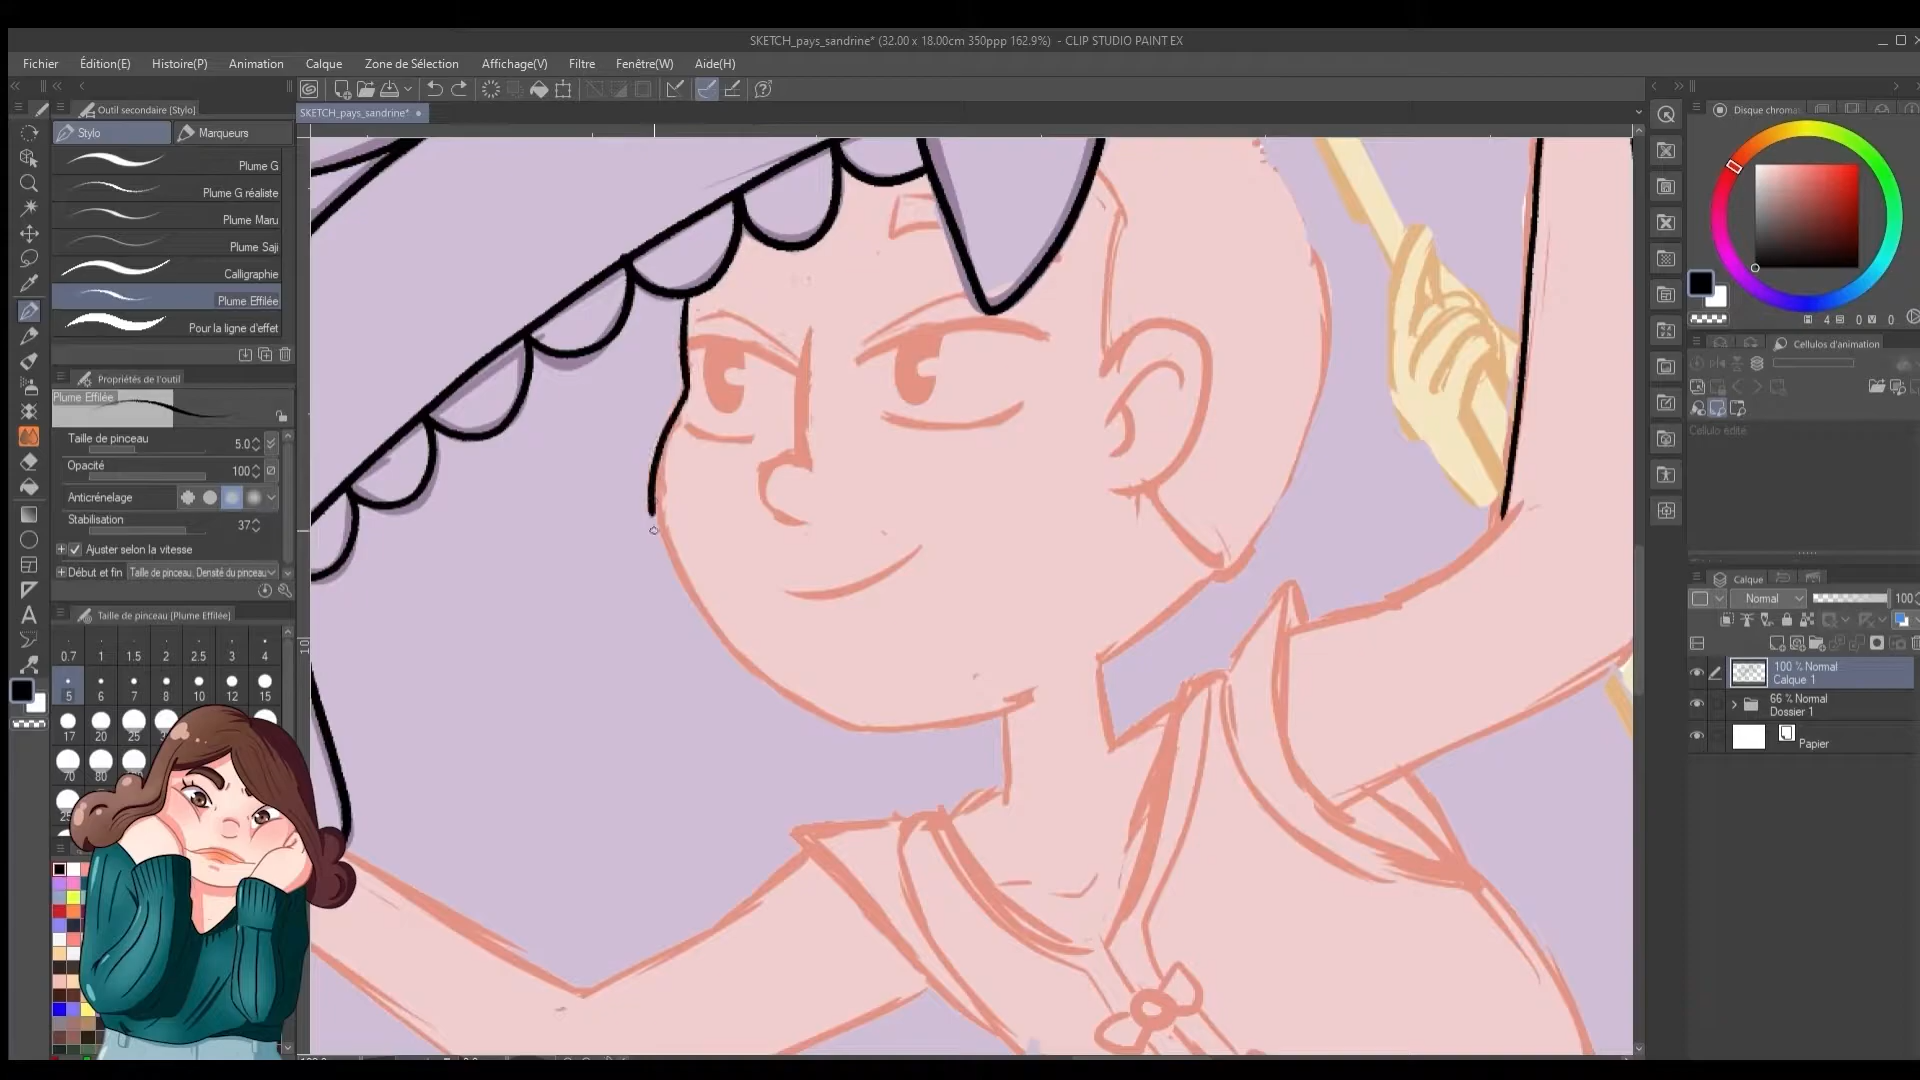 SKETCH_pays_sandrine* (32.00 x 18.00cm 350ppp 162.9%) - CLIP STUDIO PAINT EX
Fichier Édition(E) Histoire(P) Animation Calque Zone de Sélection Affichage(V) Filtre Fenêtre(W) Aide(H)
Outil secondaire [Stylo]
SKETCH_pays_sandrine*
Stylo Marqueurs
Plume G
Plume G réaliste
Plume Maru
Plume Saji
Calligraphie
Plume Effilée
Pour la ligne d'effet
Propriétés de l'outil
Plume Effilée
Taille de pinceau 5.0
Opacité 100
Anticrénelage
Stabilisation 37
Ajuster selon la vitesse
Début et fin Taille de pinceau, Densité du pinceau
Taille de pinceau [Plume Effilée]
0.7 1 1.5 2 2.5 3 4
5 6 7 8 10 12 15
17 20 25
70 80
Disque chroma
4 0 0
Cellulos d'animation
Cellulo édité
Calque
Normal 100
100 % Normal
Calque 1
66 % Normal
Dossier 1
Papier
10